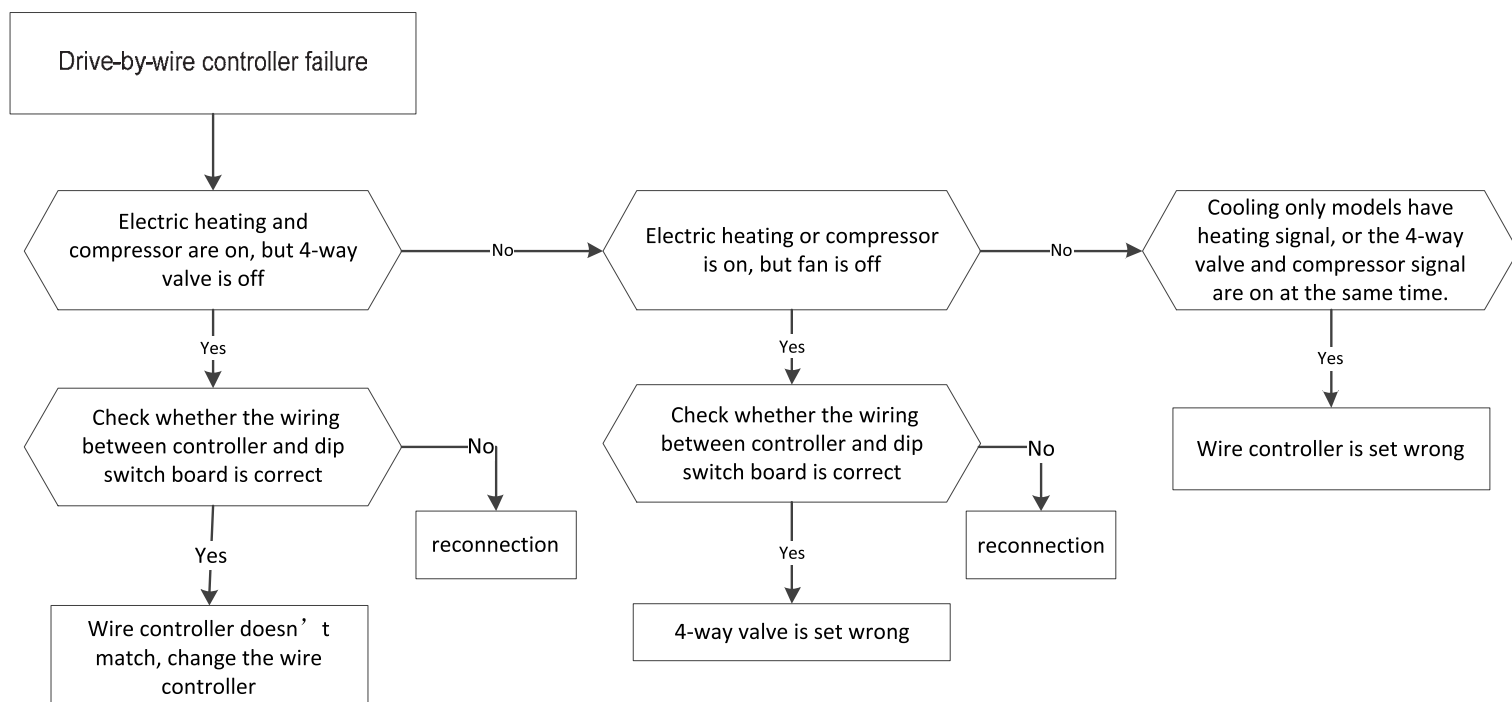 Drive-by-wire controller failure
Electric heating and
compressor are on, but 4-way
valve is off
No
Electric heating or compressor
is on, but fan is off
No
Cooling only models have
heating signal, or the 4-way
valve and compressor signal
are on at the same time.
Yes
Yes
Yes
Check whether the wiring
between controller and dip
switch board is correct
No
Check whether the wiring
between controller and dip
switch board is correct
No
Wire controller is set wrong
reconnection
reconnection
Yes
Yes
Wire controller doesn’t
match, change the wire
controller
4-way valve is set wrong